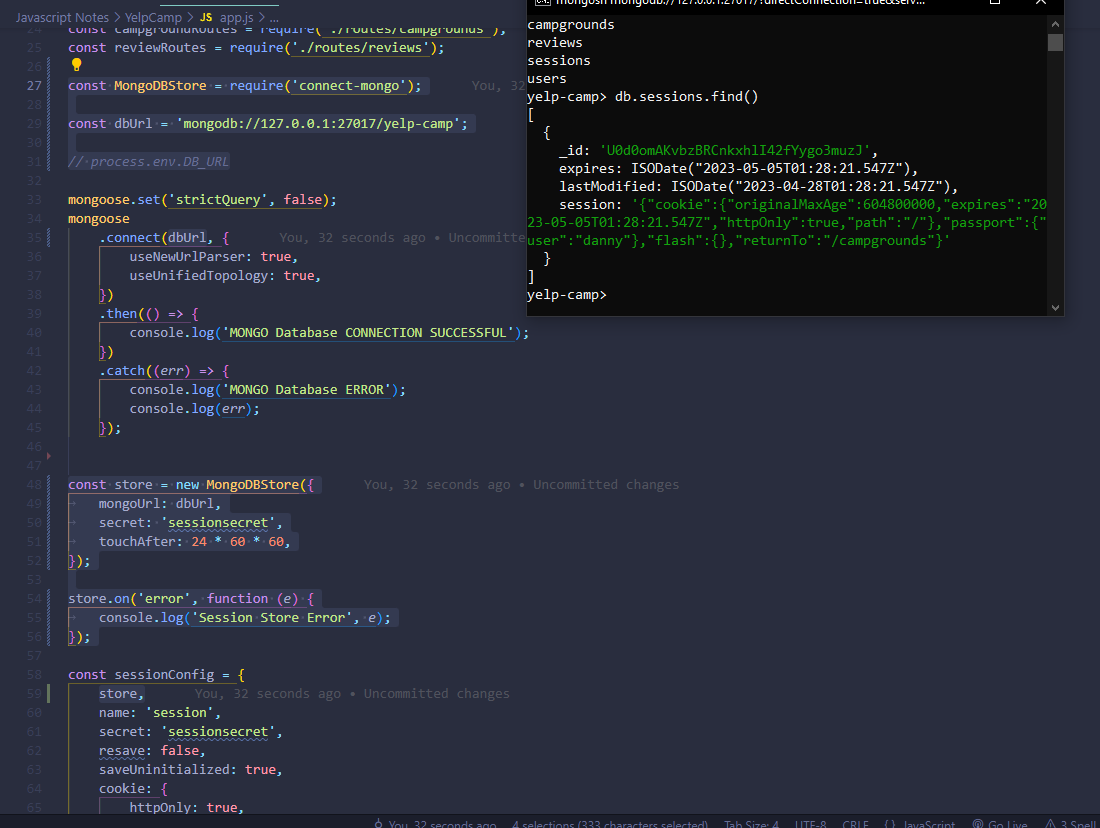 Javascript Notes > YelpCamp > JS app.js > ...
24 const campgroundRoutes = require('./routes/campgrounds');
25 const reviewRoutes = require('./routes/reviews');
26
27 const MongoDBStore = require('connect-mongo'); You, 32
28
29 const dbUrl = 'mongodb://127.0.0.1:27017/yelp-camp';
30
31 // process.env.DB_URL
32
33 mongoose.set('strictQuery', false);
34 mongoose
35 .connect(dbUrl, { You, 32 seconds ago • Uncommitte
36 useNewUrlParser: true,
37 useUnifiedTopology: true,
38 })
39 .then(() => {
40 console.log('MONGO Database CONNECTION SUCCESSFUL');
41 })
42 .catch((err) => {
43 console.log('MONGO Database ERROR');
44 console.log(err);
45 });
46
47
48 const store = new MongoDBStore({ You, 32 seconds ago • Uncommitted changes
49 mongoUrl: dbUrl,
50 secret: 'sessionsecret',
51 touchAfter: 24 * 60 * 60,
52 });
53
54 store.on('error', function (e) {
55 console.log('Session Store Error', e);
56 });
57
58 const sessionConfig = {
59 store, You, 32 seconds ago • Uncommitted changes
60 name: 'session',
61 secret: 'sessionsecret',
62 resave: false,
63 saveUninitialized: true,
64 cookie: {
65 httpOnly: true,
You, 32 seconds ago 4 selections (333 characters selected) Tab Size: 4 UTF-8 CRLF {} JavaScript Go Live 3 Spell
mongosh mongodb://127.0.0.1:27017/?directConnection=true&serv...
campgrounds
reviews
sessions
users
yelp-camp> db.sessions.find()
[
{
_id: 'U0d0omAKvbzBRCnkxhlI42fYygo3muzJ',
expires: ISODate("2023-05-05T01:28:21.547Z"),
lastModified: ISODate("2023-04-28T01:28:21.547Z"),
session: '{"cookie":{"originalMaxAge":604800000,"expires":"20
23-05-05T01:28:21.547Z","httpOnly":true,"path":"/"},"passport":{"
user":"danny"},"flash":{},"returnTo":"/campgrounds"}'
}
]
yelp-camp>